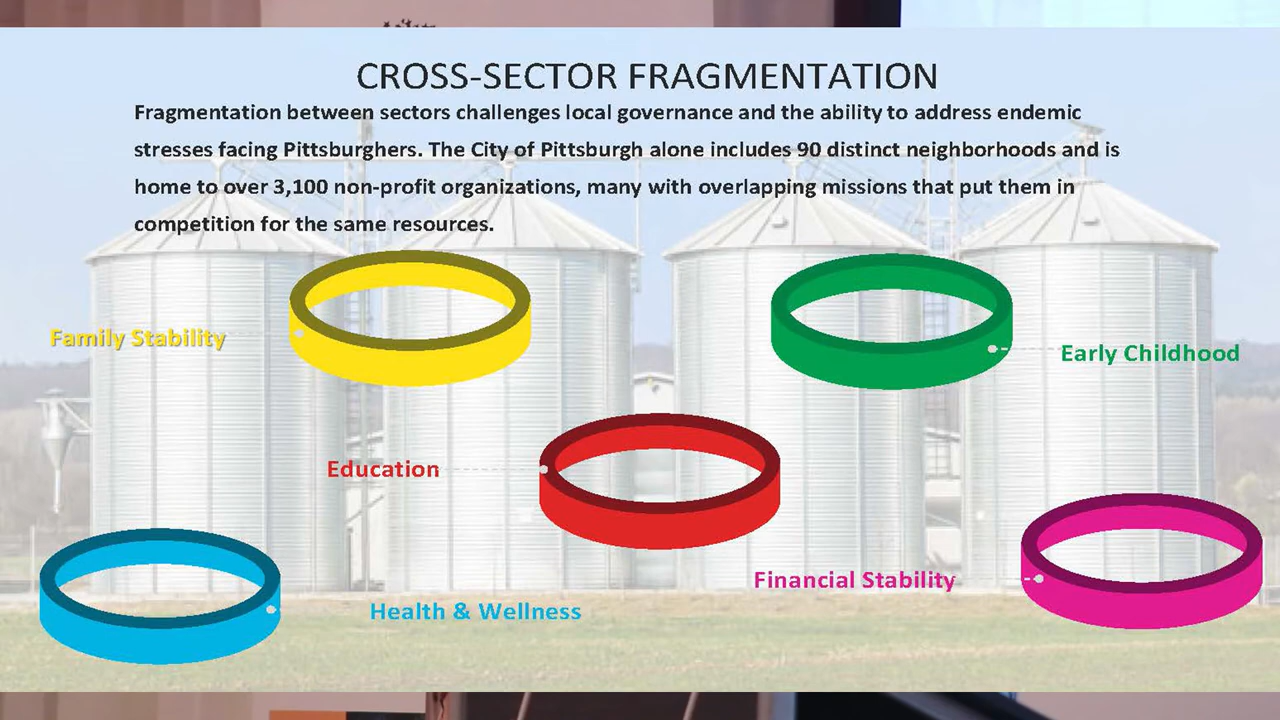 CROSS-SECTOR FRAGMENTATION
Fragmentation between sectors challenges local governance and the ability to address endemic
stresses facing Pittsburghers. The City of Pittsburgh alone includes 90 distinct neighborhoods and is
home to over 3,100 non-profit organizations, many with overlapping missions that put them in
competition for the same resources.
Family Stability
Early Childhood
Education
Financial Stability
Health & Wellness